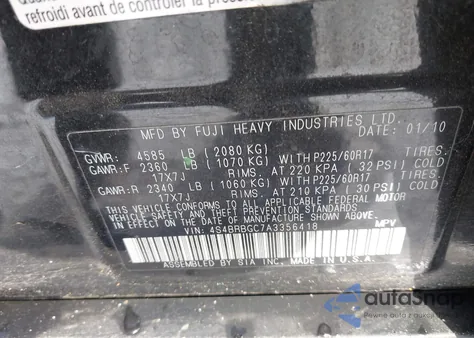 refroidi avant de contrôler la pression
MFD BY FUJI HEAVY INDUSTRIES LTD.
DATE: 01/10
GVWR: 4585 LB (2080 KG)
GAWR:F 2360 LB (1070 KG) WITH P225/60R17 TIRES,
17X7J RIMS, AT 220 KPA (32 PSI) COLD
GAWR:R 2340 LB (1060 KG) WITH P225/60R17 TIRES,
17X7J RIMS, AT 210 KPA (30 PSI) COLD
THIS VEHICLE CONFORMS TO ALL APPLICABLE FEDERAL MOTOR
VEHICLE SAFETY
IN EFFECT ON THE DATE OF MANUFACTURE SHOWN ABOVE.
VIN: 4S4BRBGC7A3356418 MPV
ASSEMBLED BY SIA INC. MADE IN U.S.A.
autoSnap